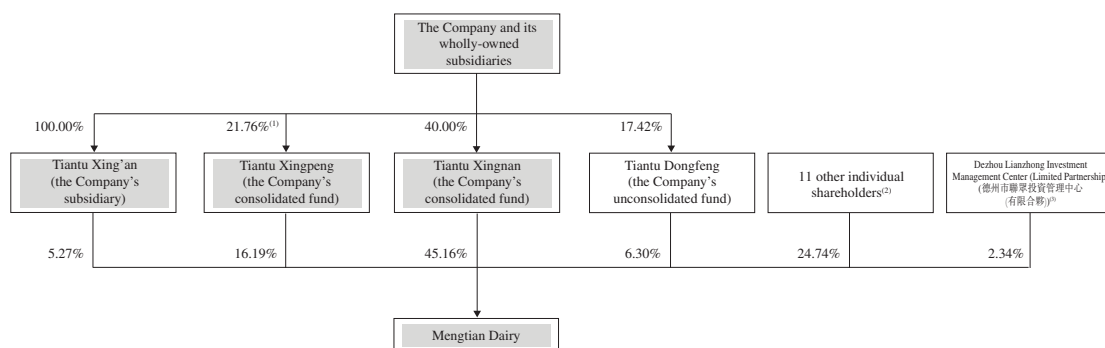 The Company and its
wholly-owned
subsidiaries
100.00%
21.76%(1)
40.00%
17.42%
Tiantu Xing’an
(the Company’s
subsidiary)
Tiantu Xingpeng
(the Company’s
consolidated fund)
Tiantu Xingnan
(the Company’s
consolidated fund)
Tiantu Dongfeng
(the Company’s
unconsolidated fund)
11 other individual
shareholders(2)
Dezhou Lianzhong Investment
Management Center (Limited Partnership)
(德州市聯眾投資管理中心
(有限合夥))(3)
5.27%
16.19%
45.16%
6.30%
24.74%
2.34%
Mengtian Dairy